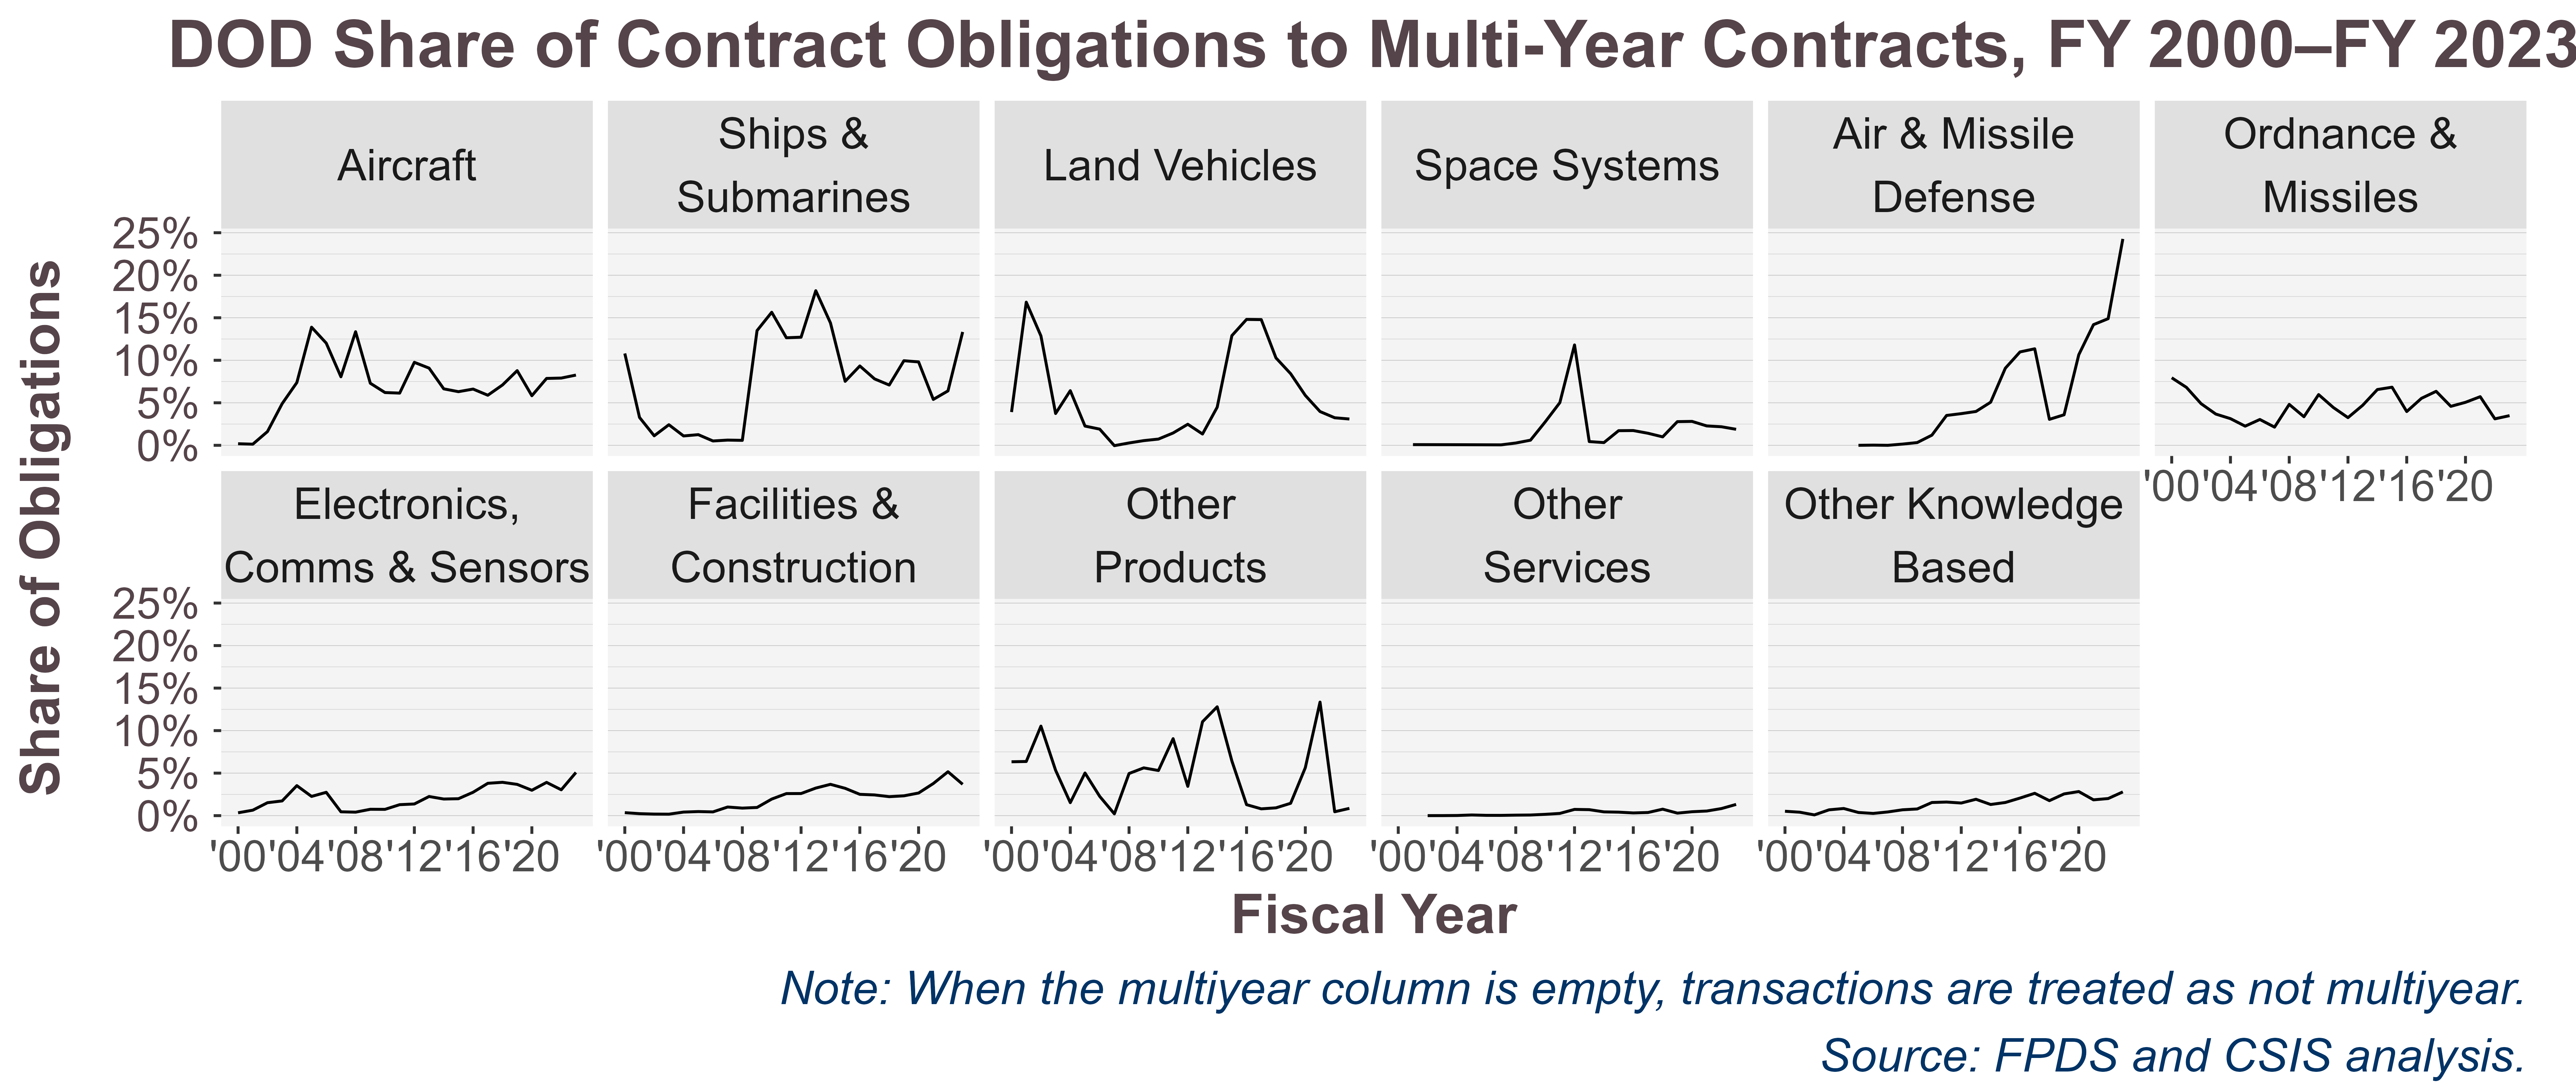 DOD Share of Contract Obligations to Multi-Year Contracts, FY 2000–FY 2023
Share of Obligations
Aircraft
Ships &
Submarines
Land Vehicles
Space Systems
Air & Missile
Defense
Ordnance &
Missiles
25%
20%
15%
10%
5%
0%
'00 '04 '08 '12 '16 '20
Electronics,
Comms & Sensors
Facilities &
Construction
Other
Products
Other
Services
Other Knowledge
Based
25%
20%
15%
10%
5%
0%
'00 '04 '08 '12 '16 '20
'00 '04 '08 '12 '16 '20
'00 '04 '08 '12 '16 '20
'00 '04 '08 '12 '16 '20
'00 '04 '08 '12 '16 '20
Fiscal Year
Note: When the multiyear column is empty, transactions are treated as not multiyear.
Source: FPDS and CSIS analysis.